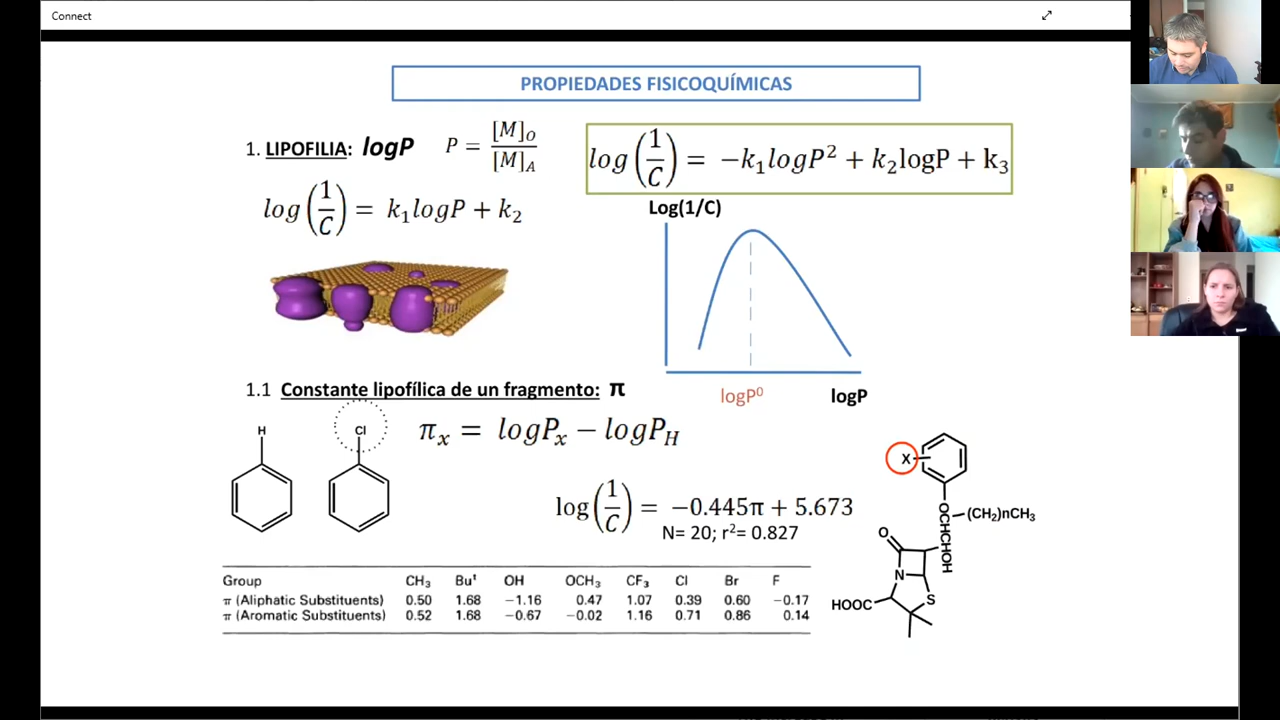 Connect
PROPIEDADES FISICOQUÍMICAS
1. LIPOFILIA: logP P = [M]O / [M]A
log(1/C) = −k₁logP² + k₂logP + k₃
log(1/C) = k₁logP + k₂
Log(1/C)
logP⁰
logP
1.1 Constante lipofílica de un fragmento: π
H
Cl
πₓ = logPₓ − logP_H
log(1/C) = −0.445π + 5.673
N= 20; r²= 0.827
X
OCHCHOH
(CH₂)nCH₃
O
N
S
HOOC
Group CH₃ Buᵗ OH OCH₃ CF₃ Cl Br F
π (Aliphatic Substituents) 0.50 1.68 −1.16 0.47 1.07 0.39 0.60 −0.17
π (Aromatic Substituents) 0.52 1.68 −0.67 −0.02 1.16 0.71 0.86 0.14